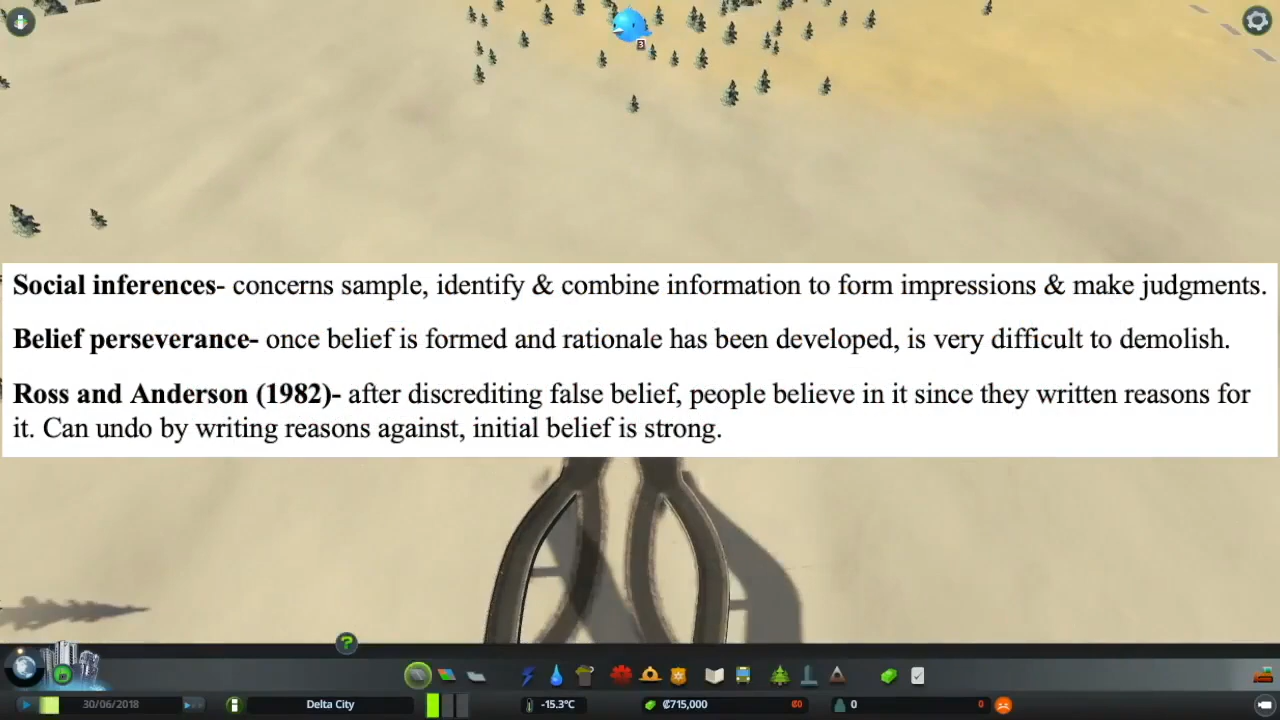 3
Social inferences- concerns sample, identify & combine information to form impressions & make judgments.
Belief perseverance- once belief is formed and rationale has been developed, is very difficult to demolish.
Ross and Anderson (1982)- after discrediting false belief, people believe in it since they written reasons for
it. Can undo by writing reasons against, initial belief is strong.
?
30/06/2018 Delta City -15.3°C ₡715,000 ₡0 0 0